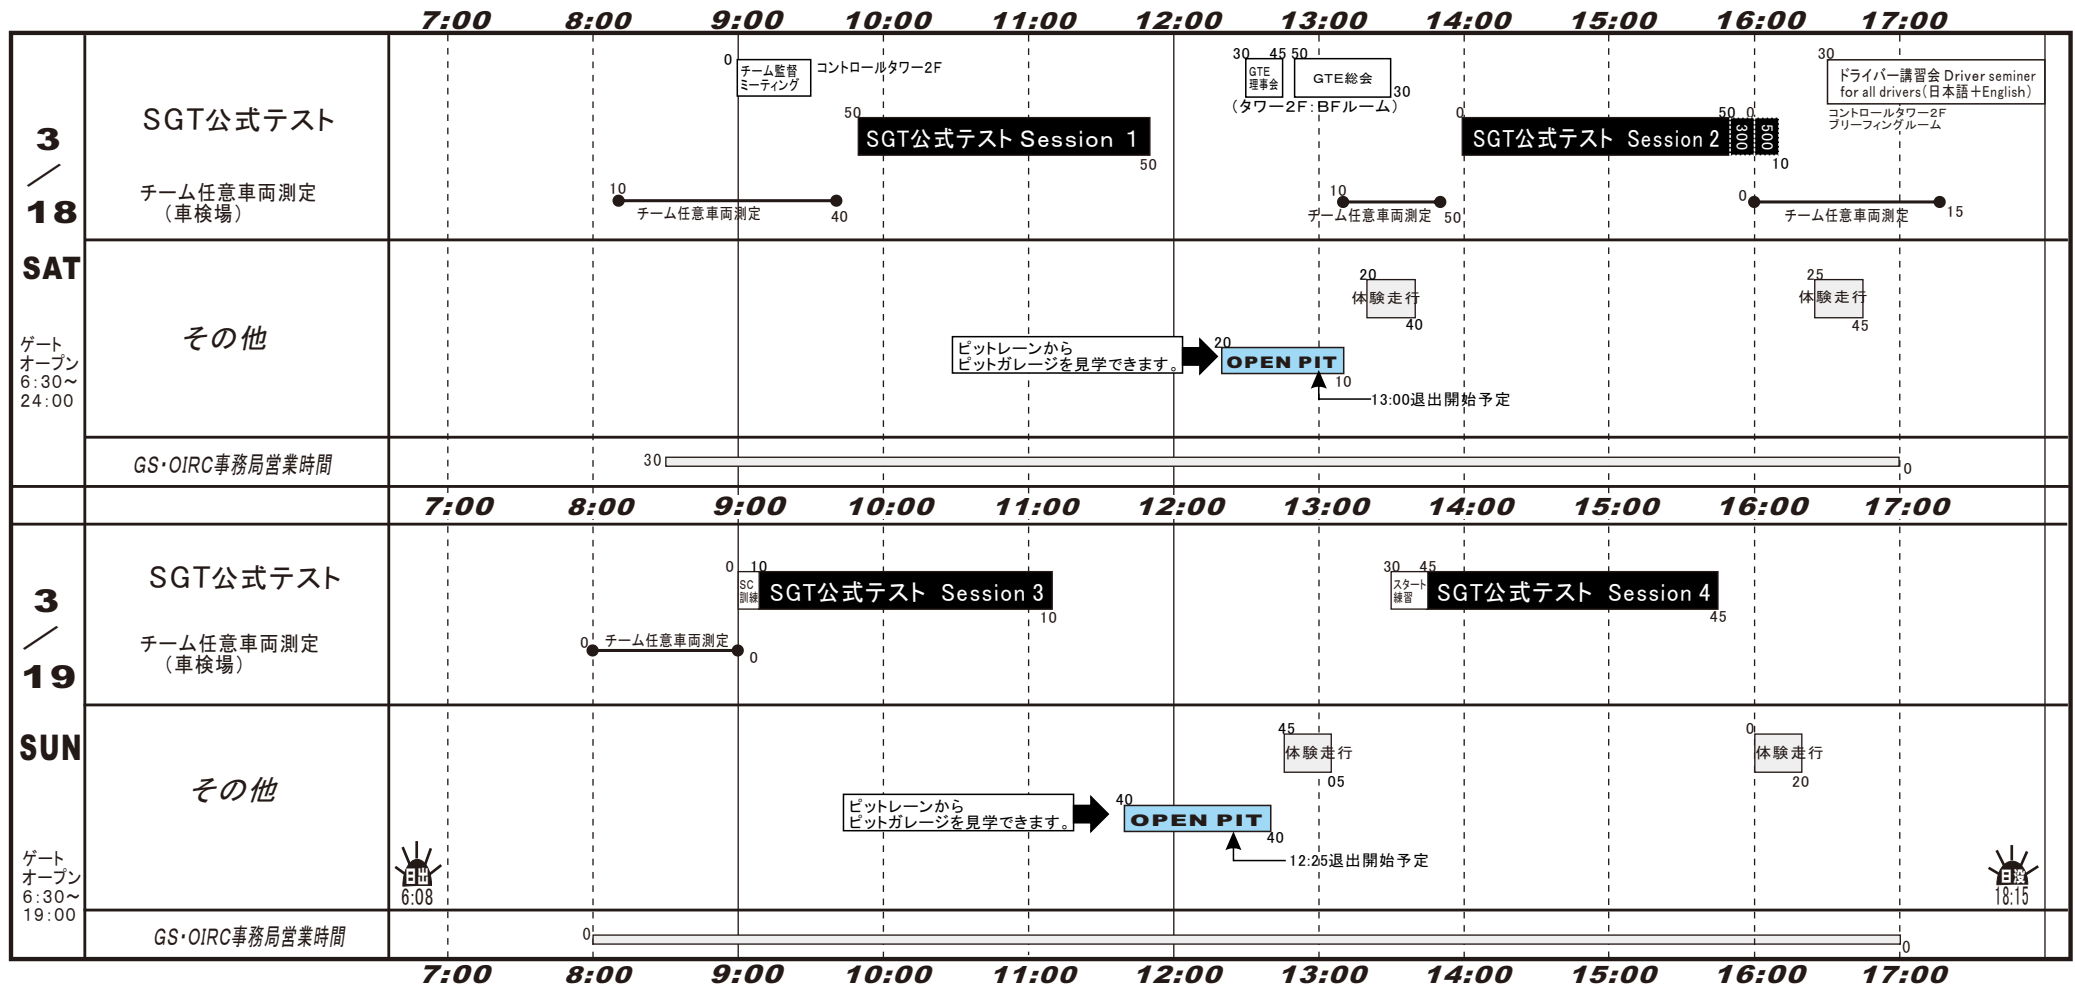 7:00 8:00 9:00 10:00 11:00 12:00 13:00 14:00 15:00 16:00 17:00
3
／
18
SAT
ゲート
オープン
6:30～
24:00
SGT公式テスト
0
チーム監督
ミーティング
コントロールタワー2F
50
SGT公式テスト Session 1
50
30 45 50
GTE
理事会
GTE総会
30
(タワー2F:BFルーム)
0
SGT公式テスト Session 2
50 0
300
500
10
30
ドライバー講習会 Driver seminer
for all drivers(日本語＋English)
コントロールタワー2F
ブリーフィングルーム
チーム任意車両測定
（車検場）
10
チーム任意車両測定
40
10
チーム任意車両測定
50
0
チーム任意車両測定
15
その他
20
体験走行
40
25
体験走行
45
ピットレーンから
ピットガレージを見学できます。
20
OPEN PIT
10
13:00退出開始予定
GS・OIRC事務局営業時間
30
0
7:00 8:00 9:00 10:00 11:00 12:00 13:00 14:00 15:00 16:00 17:00
3
／
19
SUN
ゲート
オープン
6:30～
19:00
SGT公式テスト
0 10
SC
訓練
SGT公式テスト Session 3
10
30 45
スタート
練習
SGT公式テスト Session 4
45
チーム任意車両測定
（車検場）
0
チーム任意車両測定
0
その他
45
体験走行
05
0
体験走行
20
ピットレーンから
ピットガレージを見学できます。
40
OPEN PIT
40
12:25退出開始予定
日出
6:08
日没
18:15
GS・OIRC事務局営業時間
0
0
7:00 8:00 9:00 10:00 11:00 12:00 13:00 14:00 15:00 16:00 17:00